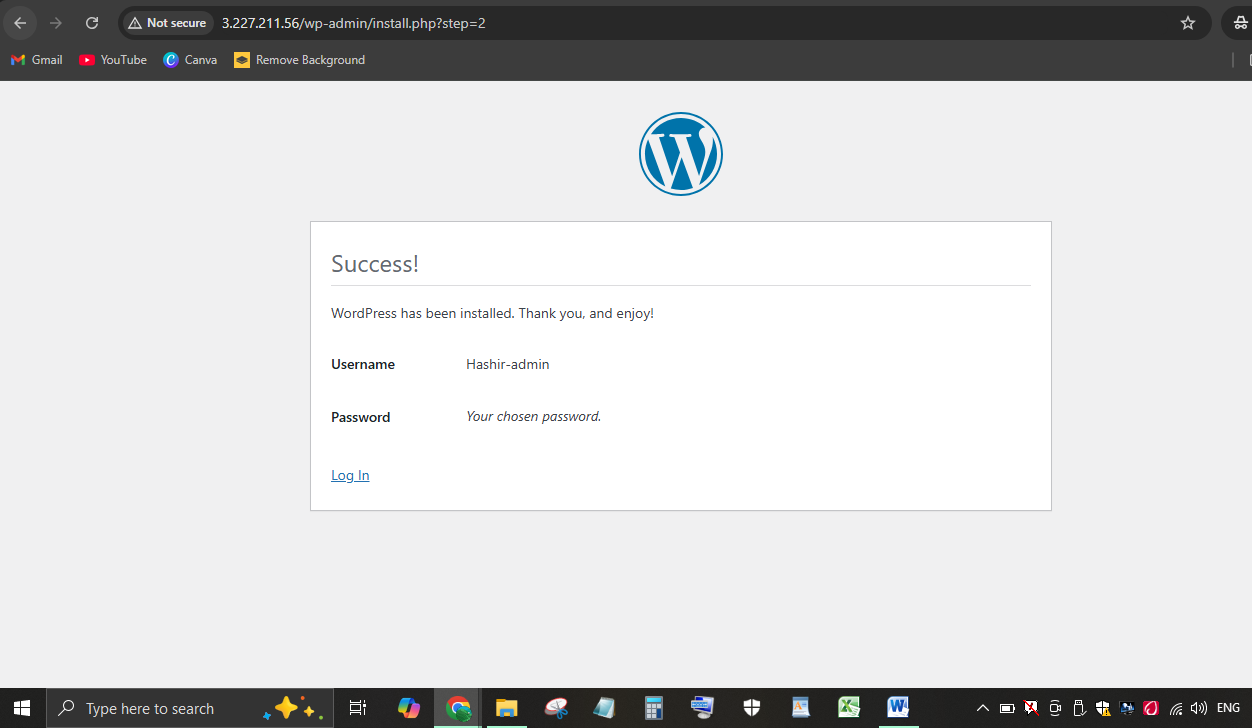 Not secure 3.227.211.56/wp-admin/install.php?step=2
Gmail YouTube Canva Remove Background
Success!
WordPress has been installed. Thank you, and enjoy!
Username Hashir-admin
Password Your chosen password.
Log In
Type here to search ENG